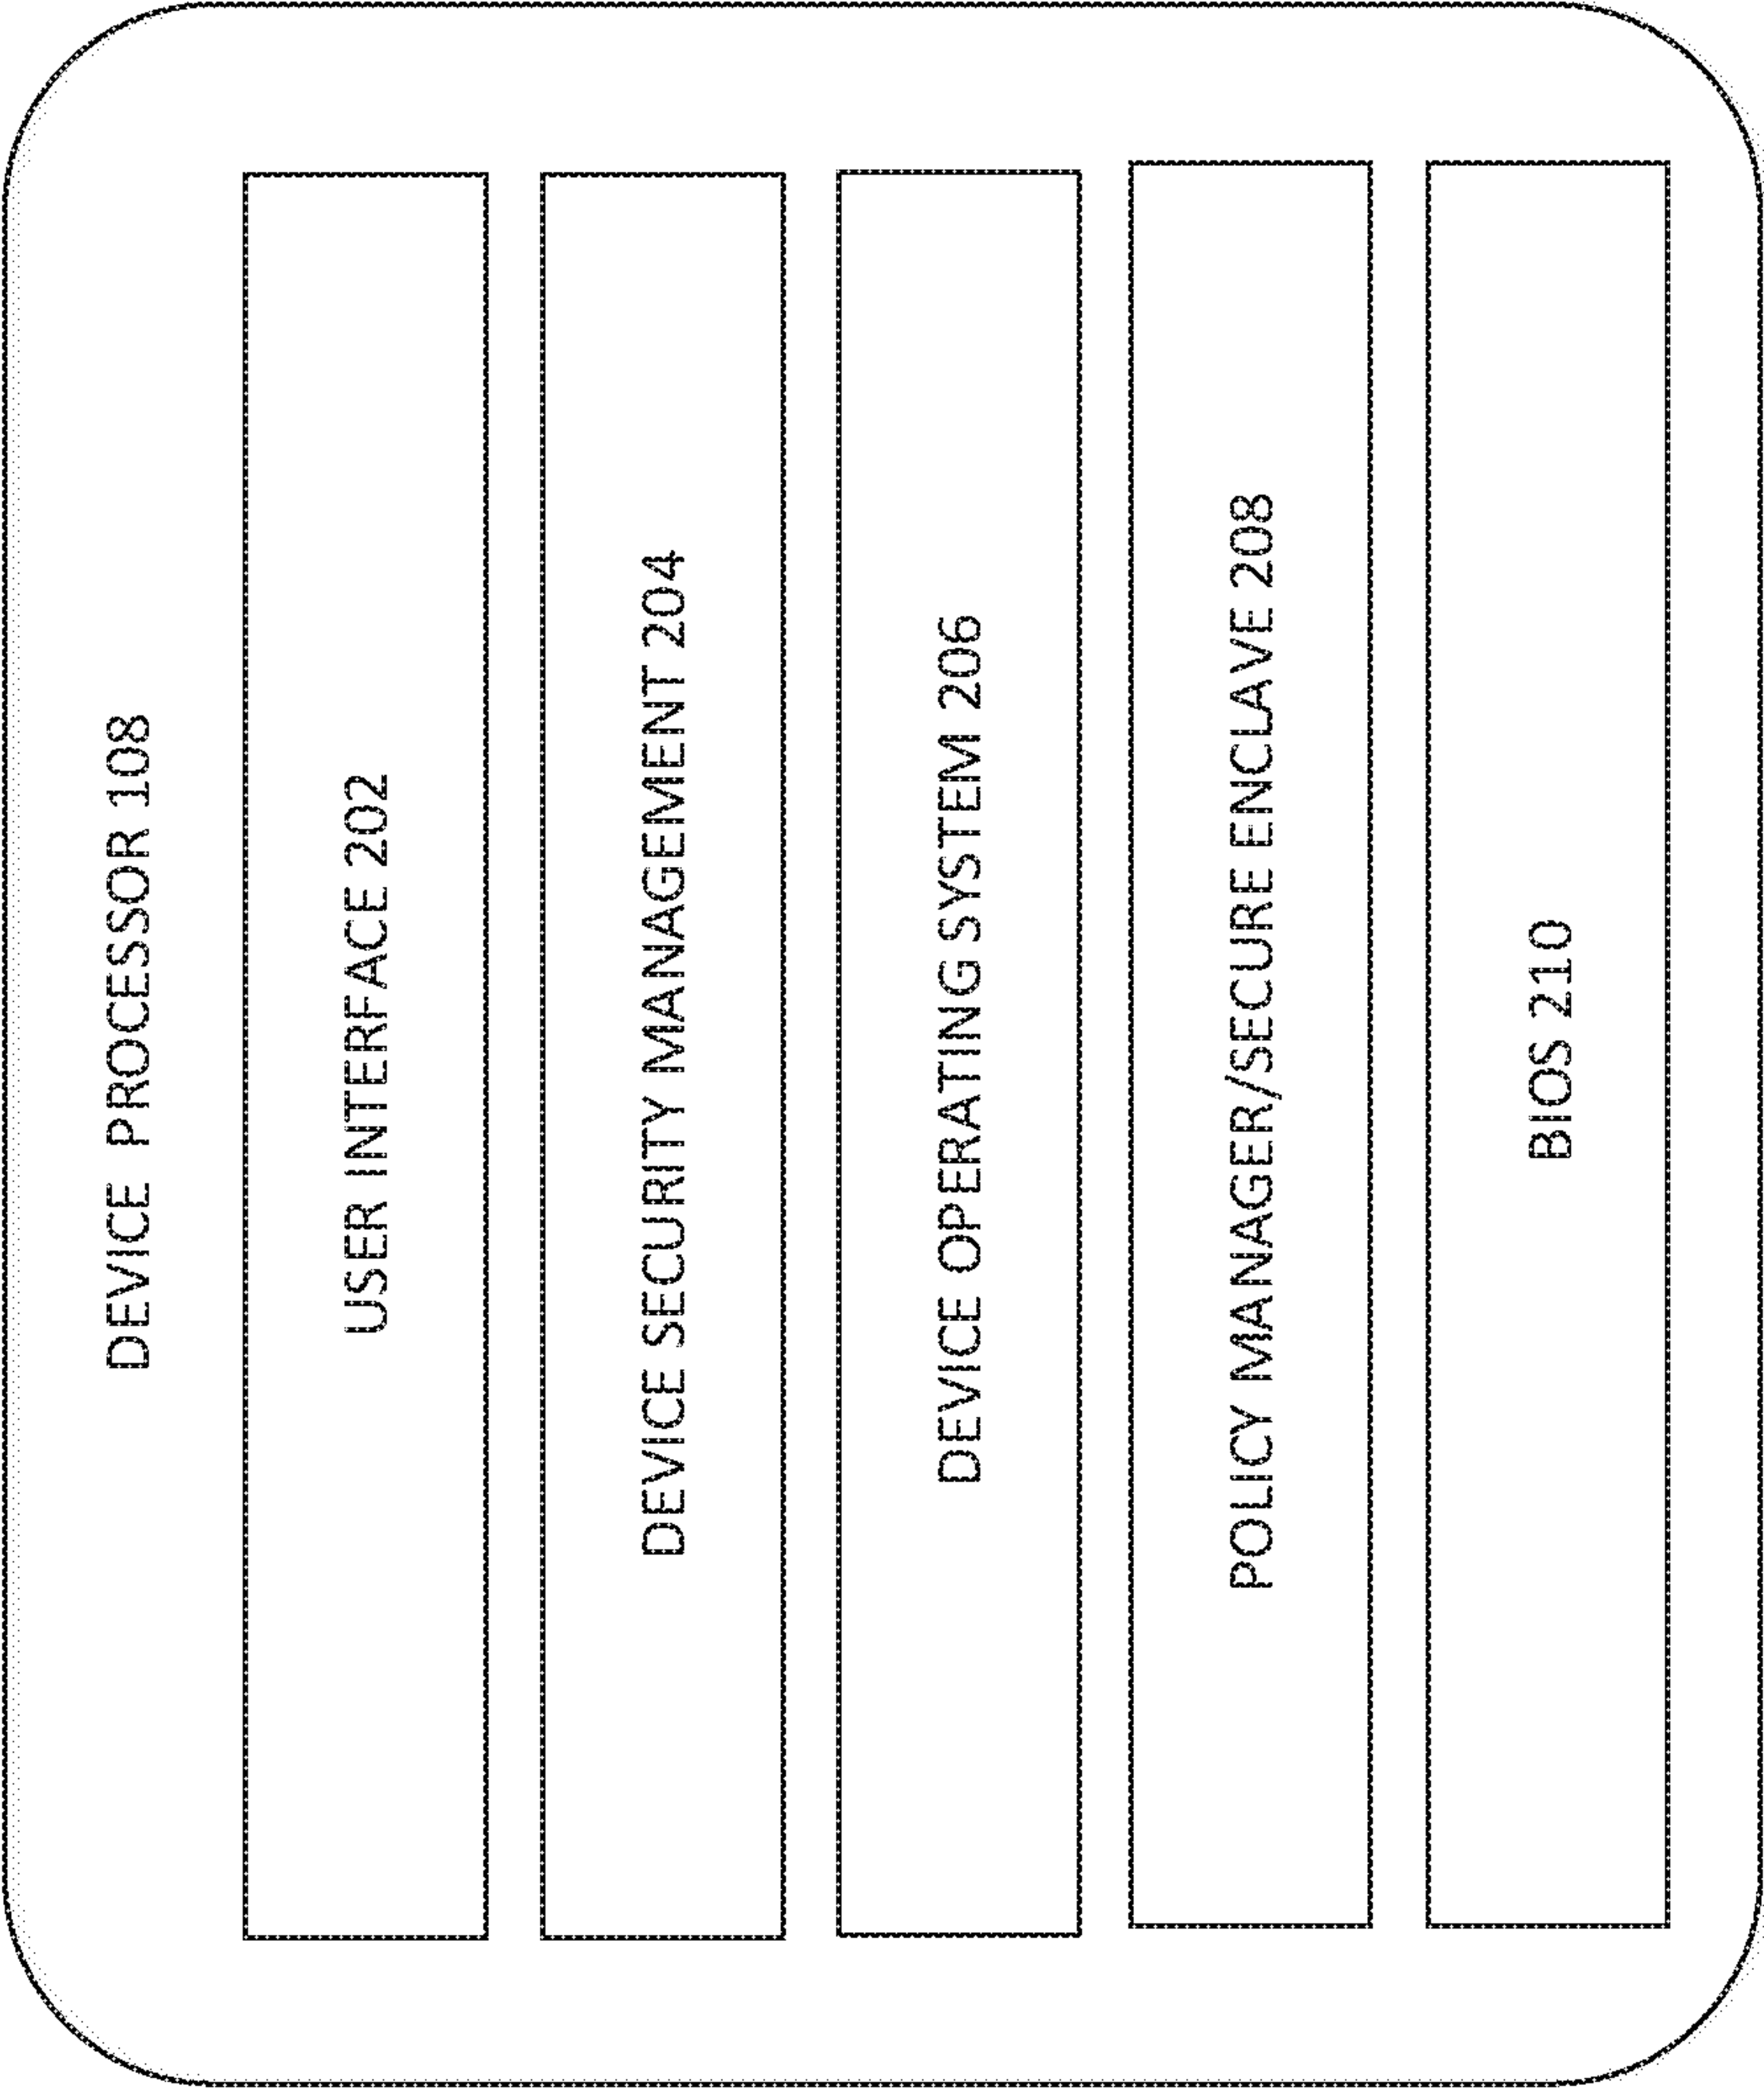 DEVICE PROCESSOR 108
USER INTERFACE 202
DEVICE SECURITY MANAGEMENT 204
DEVICE OPERATING SYSTEM 206
POLICY MANAGER/SECURE ENCLAVE 208
BIOS 210